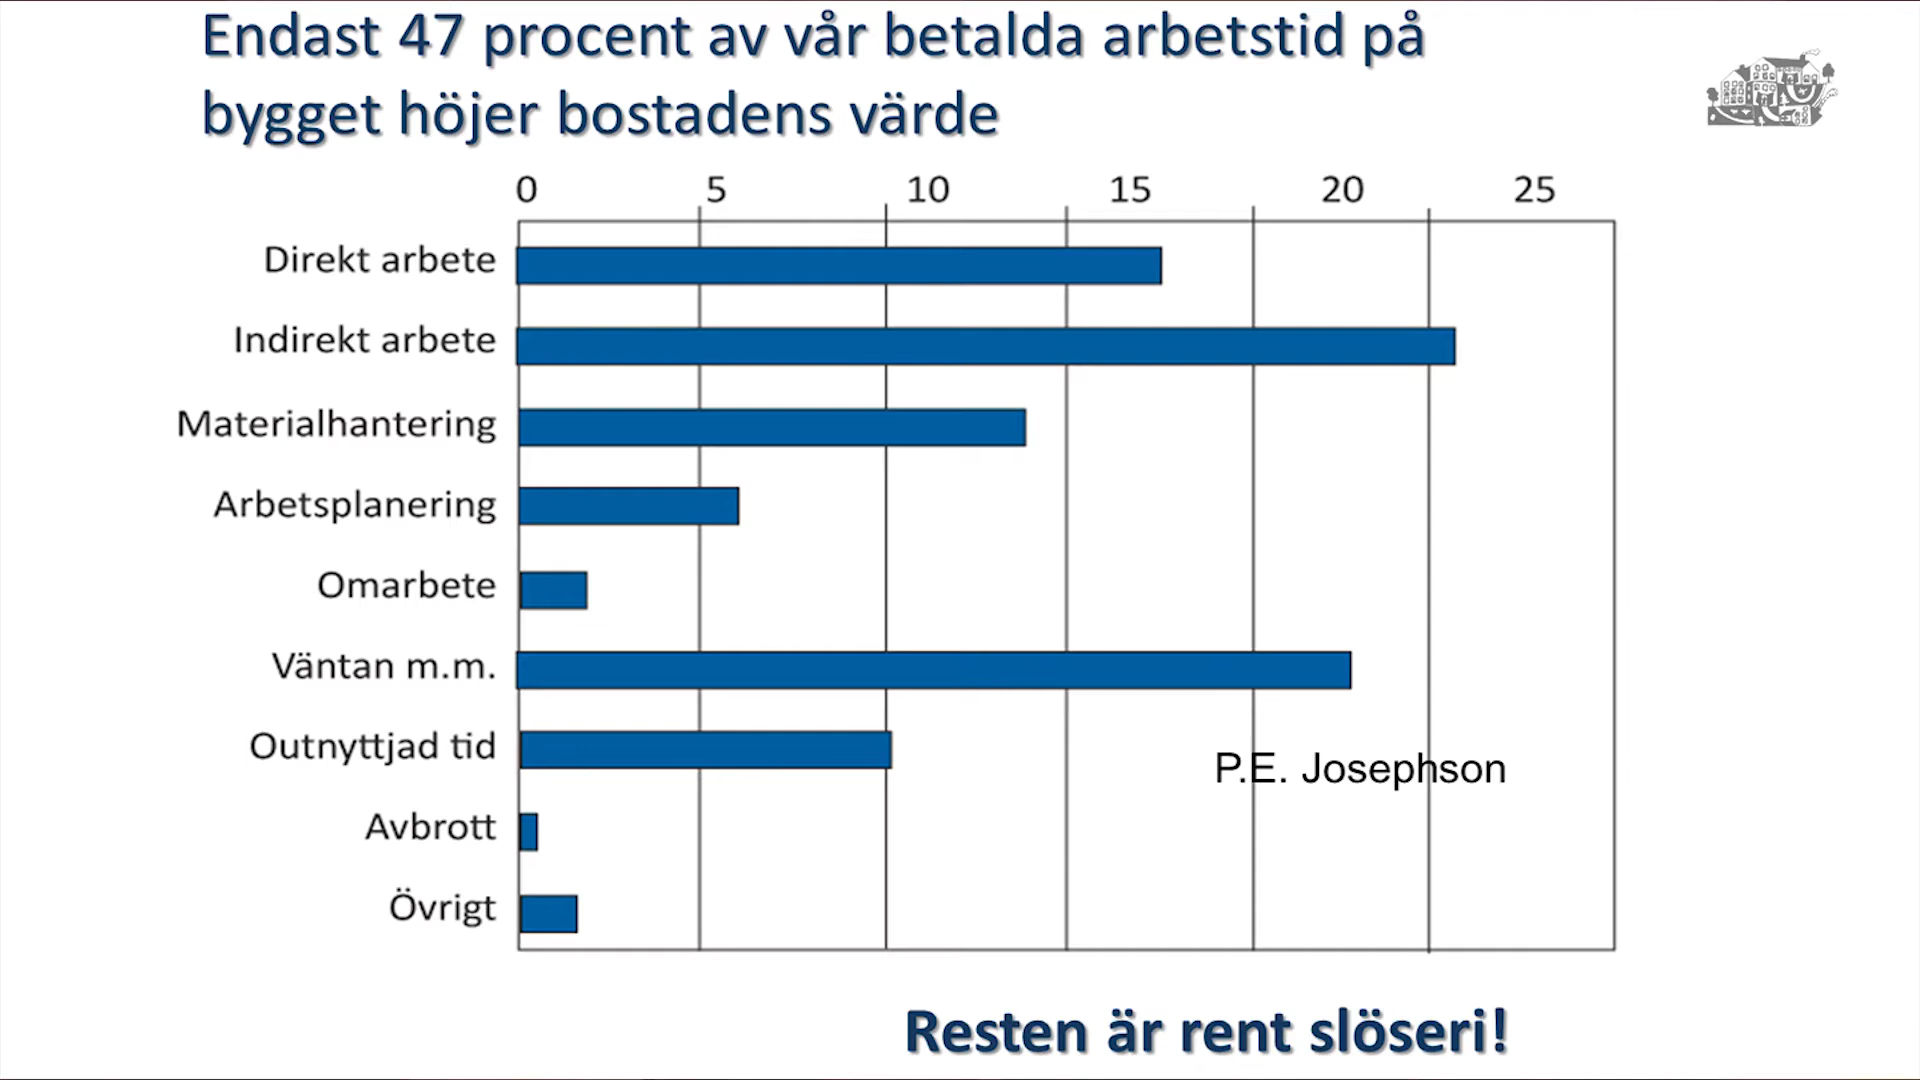 Endast 47 procent av vår betalda arbetstid på
bygget höjer bostadens värde
0 5 10 15 20 25
Direkt arbete
Indirekt arbete
Materialhantering
Arbetsplanering
Omarbete
Väntan m.m.
Outnyttjad tid
P.E. Josephson
Avbrott
Övrigt
Resten är rent slöseri!